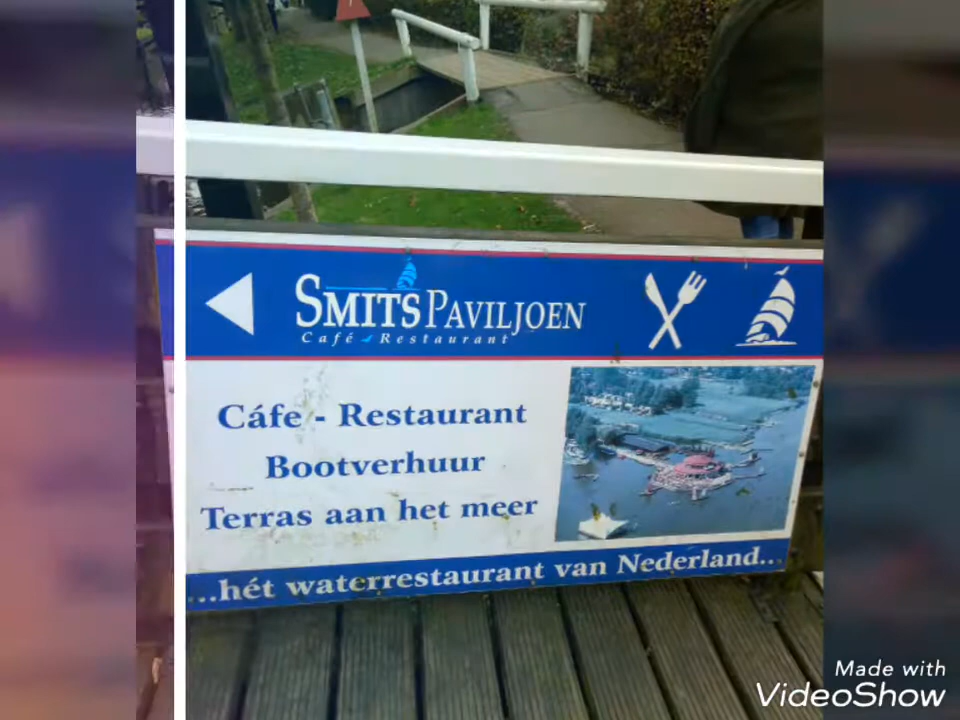 SMITS PAVILJOEN
Café Restaurant
Cáfe - Restaurant
Bootverhuur
Terras aan het meer
...hét waterrestaurant van Nederland...
Made with
VideoShow